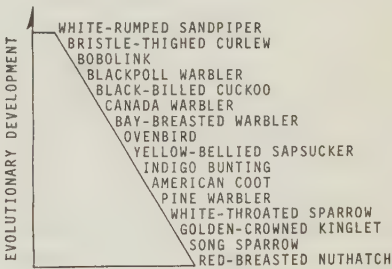 WHITE-RUMPED SANDPIPER
BRISTLE-THIGHED CURLEW
BOBOLINK
BLACKPOLL WARBLER
BLACK-BILLED CUCKOO
CANADA WARBLER
BAY-BREASTED WARBLER
OVENBIRD
YELLOW-BELLIED SAPSUCKER
INDIGO BUNTING
AMERICAN COOT
PINE WARBLER
WHITE-THROATED SPARROW
GOLDEN-CROWNED KINGLET
SONG SPARROW
RED-BREASTED NUTHATCH
EVOLUTIONARY DEVELOPMENT